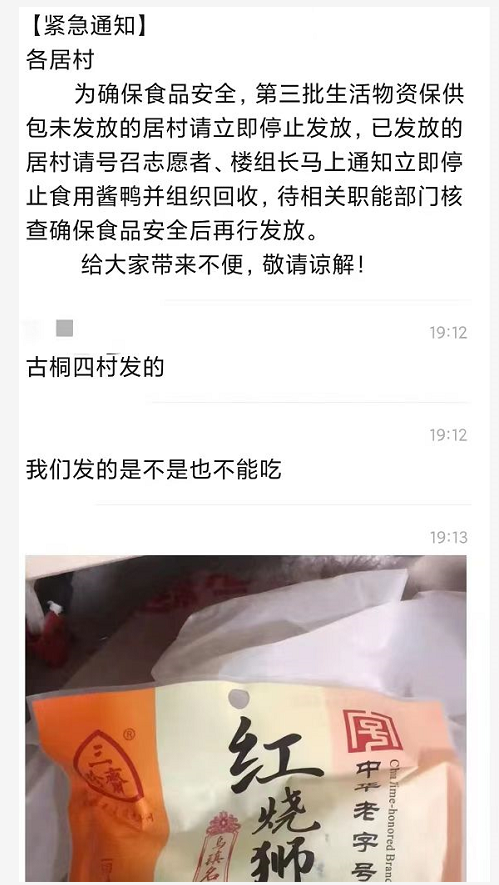 【紧急通知】
各居村
为确保食品安全，第三批生活物资保供
包未发放的居村请立即停止发放，已发放的
居村请号召志愿者、楼组长马上通知立即停
止食用酱鸭并组织回收，待相关职能部门核
查确保食品安全后再行发放。
给大家带来不便，敬请谅解！
19:12
古桐四村发的
19:12
我们发的是不是也不能吃
19:13
三珍齋
®
红烧狮
中华老字号